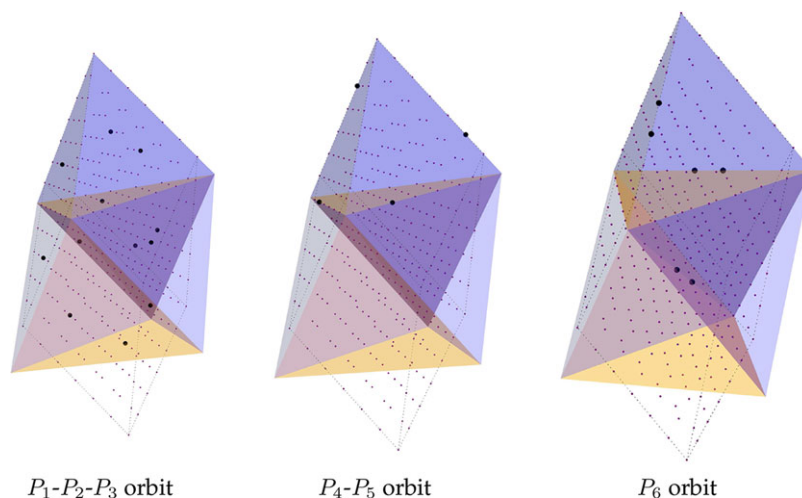 P₁-P₂-P₃ orbit
P₄-P₅ orbit
P₆ orbit